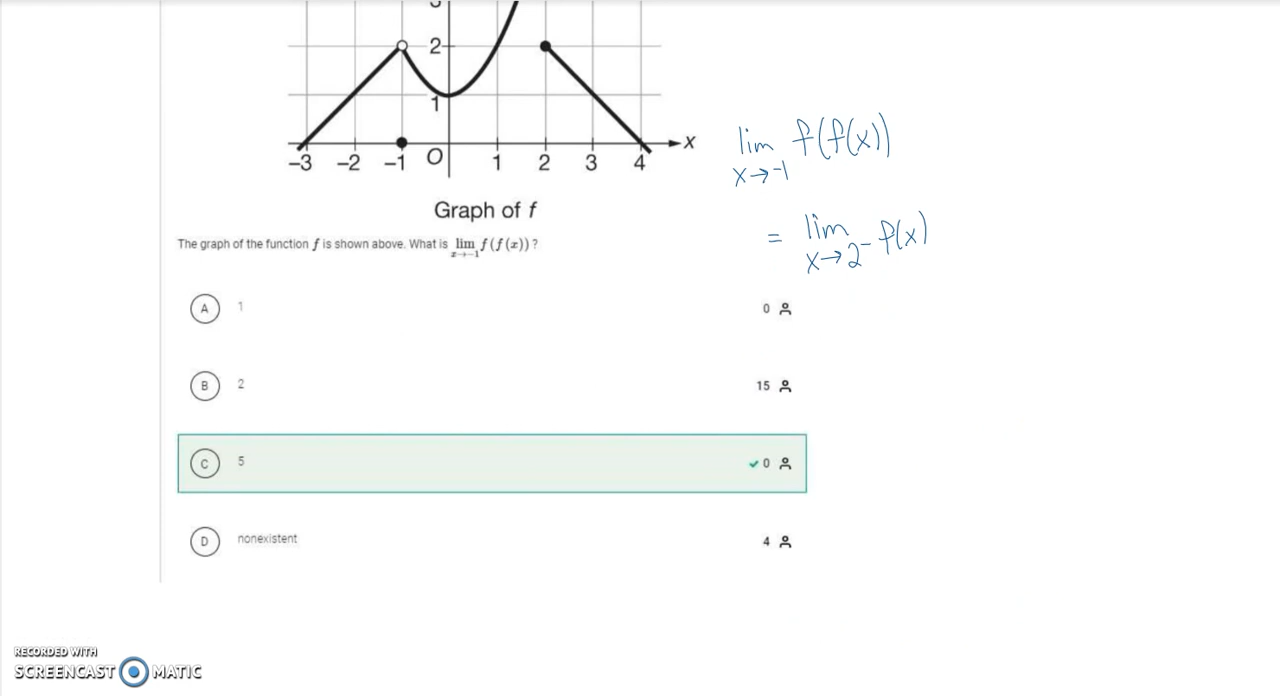 2
1
x
-3 -2 -1 O 1 2 3 4
Graph of f
The graph of the function f is shown above. What is lim x→-1 f(f(x))?
A 1 0
B 2 15
C 5 ✓ 0
D nonexistent 4
lim f(f(x))
x→-1
= lim f(x)
x→2⁻
RECORDED WITH
SCREENCAST MATIC